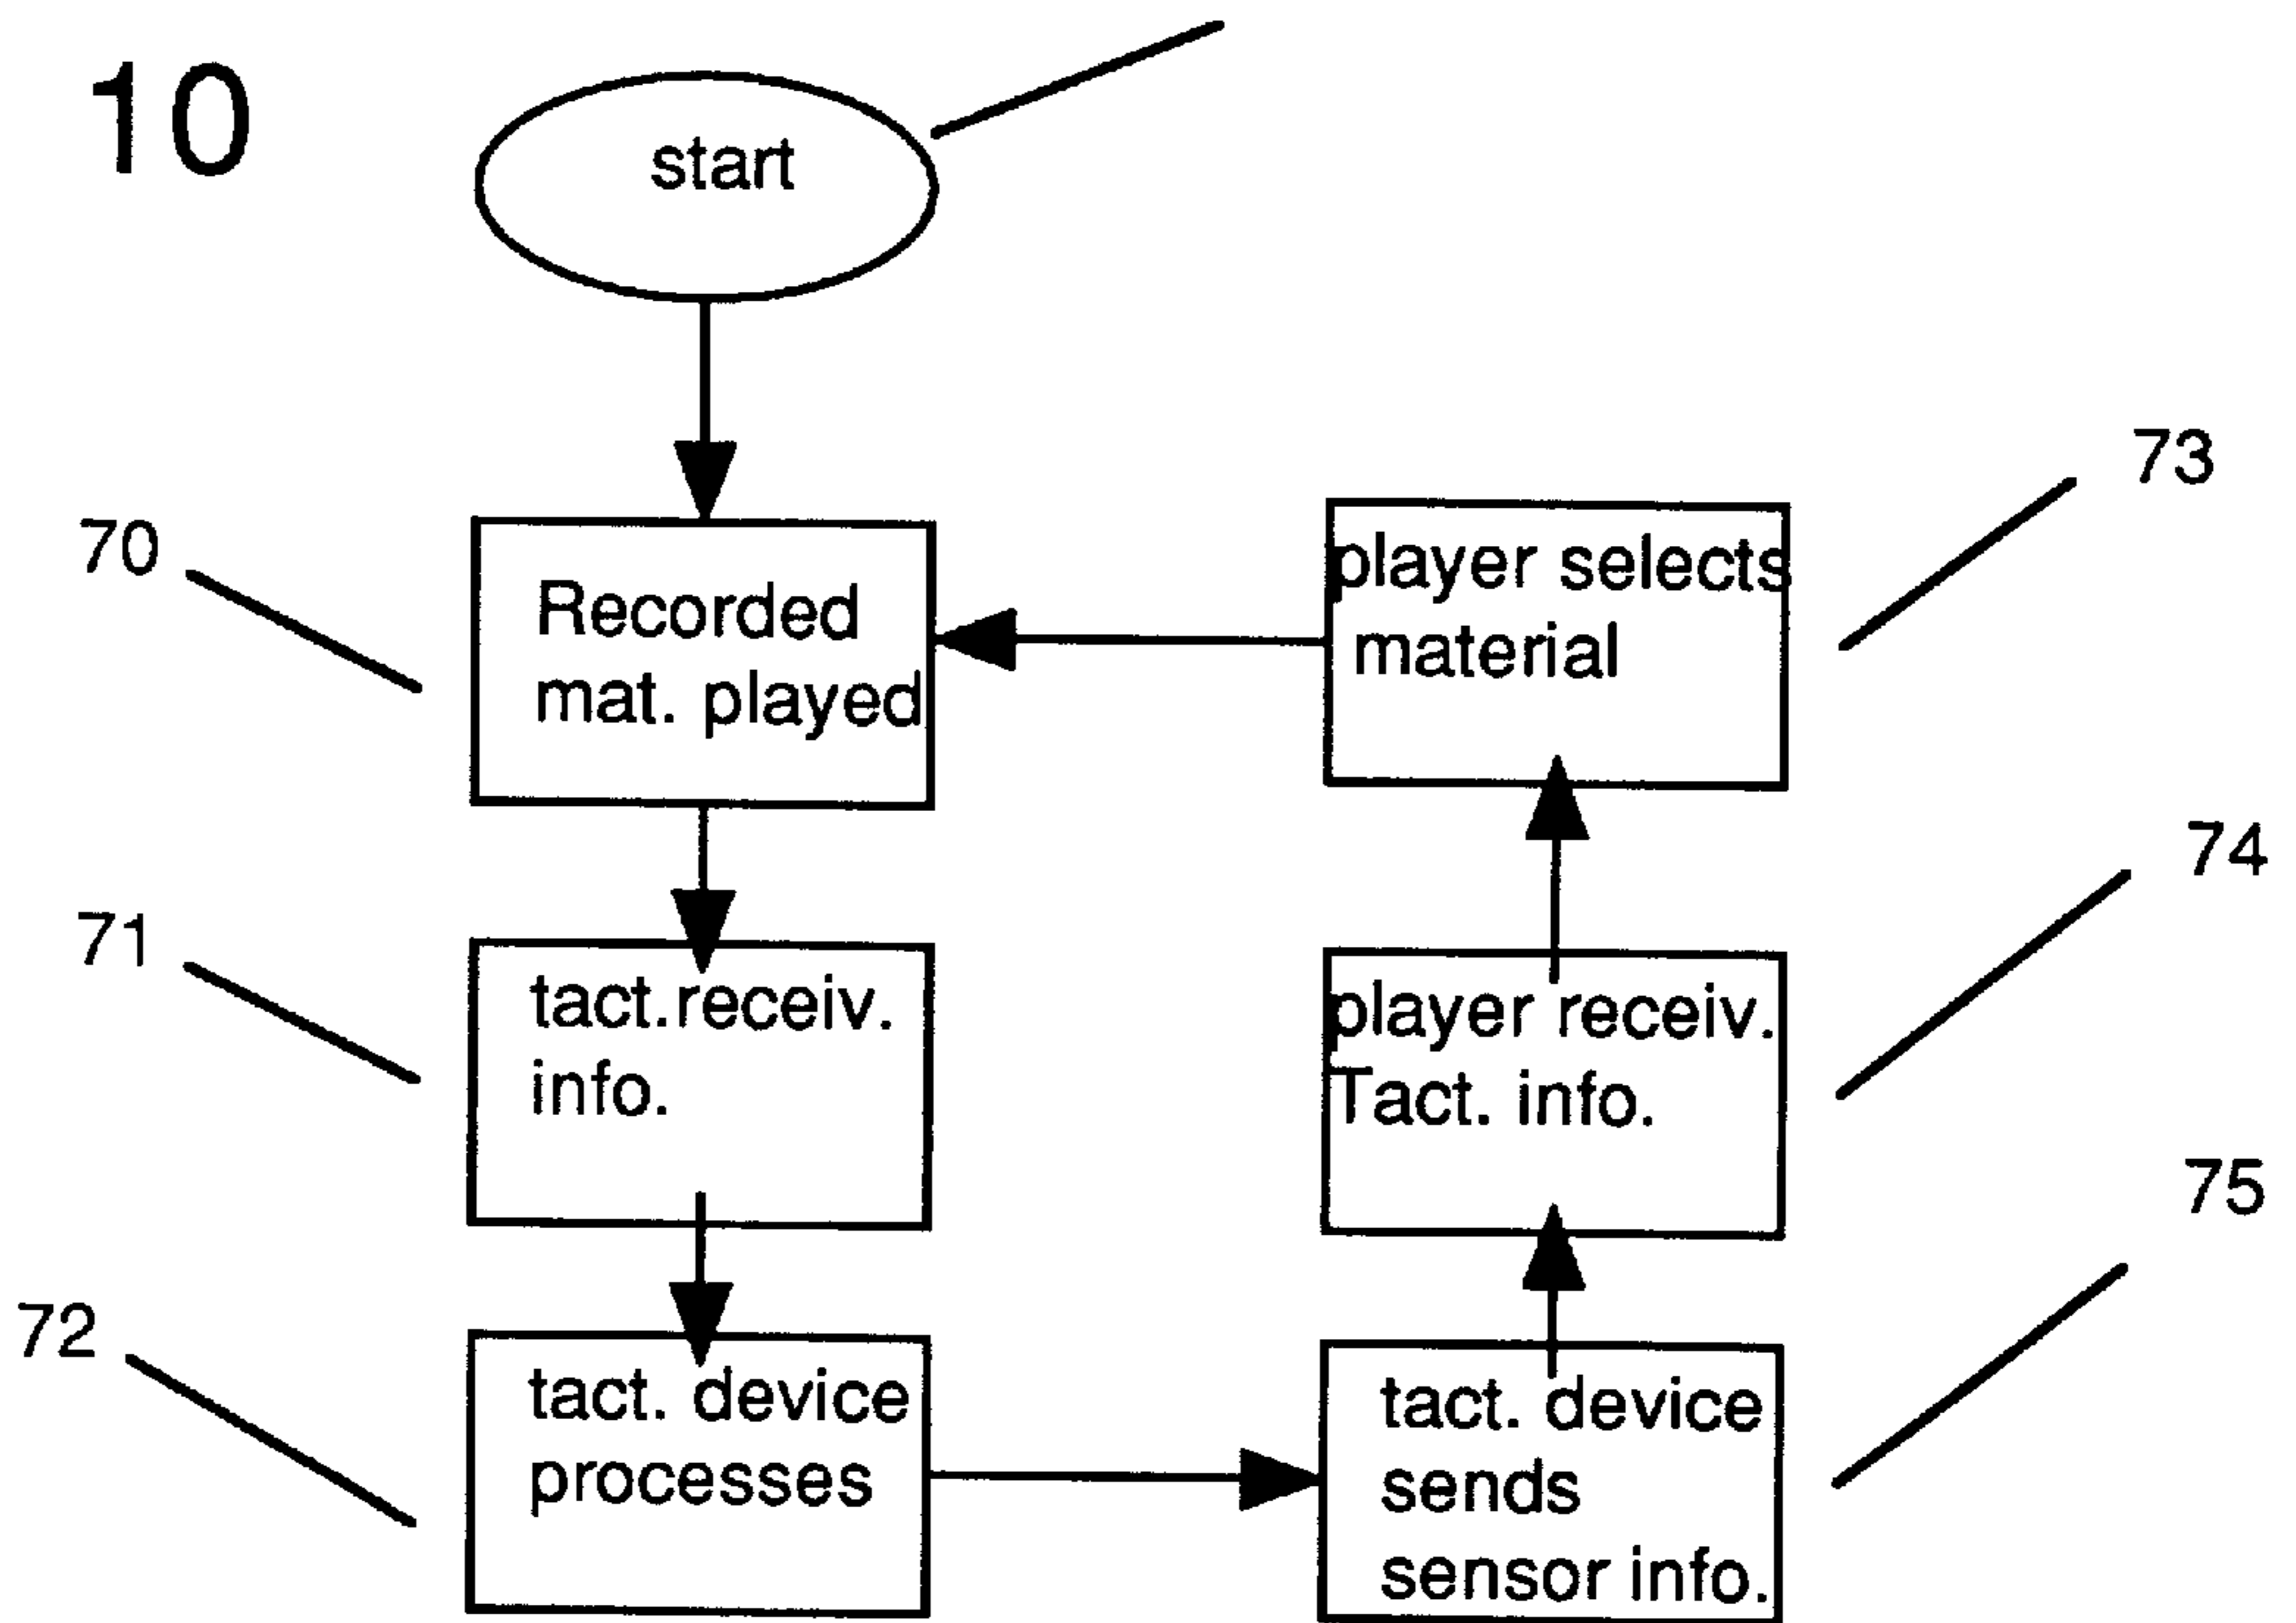 10
start
70
Recorded
mat. played
73
player selects
material
71
tact.receiv.
info.
74
player receiv.
Tact. info.
72
tact. device
processes
75
tact. device
sends
sensor info.